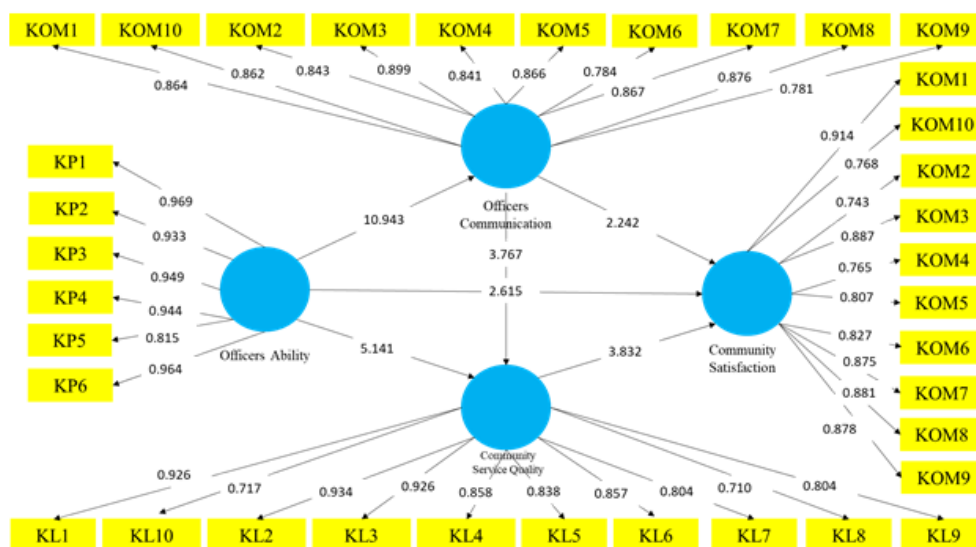 KOM1 KOM10 KOM2 KOM3 KOM4 KOM5 KOM6 KOM7 KOM8 KOM9
0.864 0.862 0.843 0.899 0.841 0.866 0.784 0.867 0.876 0.781
Officers
Communication
KP1
KP2
KP3
KP4
KP5
KP6
0.969
0.933
0.949
0.944
0.815
0.964
Officers Ability
10.943
2.242
3.767
2.615
5.141
3.832
Community
Satisfaction
0.914
0.768
0.743
0.887
0.765
0.807
0.827
0.875
0.881
0.878
KOM1
KOM10
KOM2
KOM3
KOM4
KOM5
KOM6
KOM7
KOM8
KOM9
Community
Service Quality
0.926 0.717 0.934 0.926 0.858 0.838 0.857 0.804 0.710 0.804
KL1 KL10 KL2 KL3 KL4 KL5 KL6 KL7 KL8 KL9